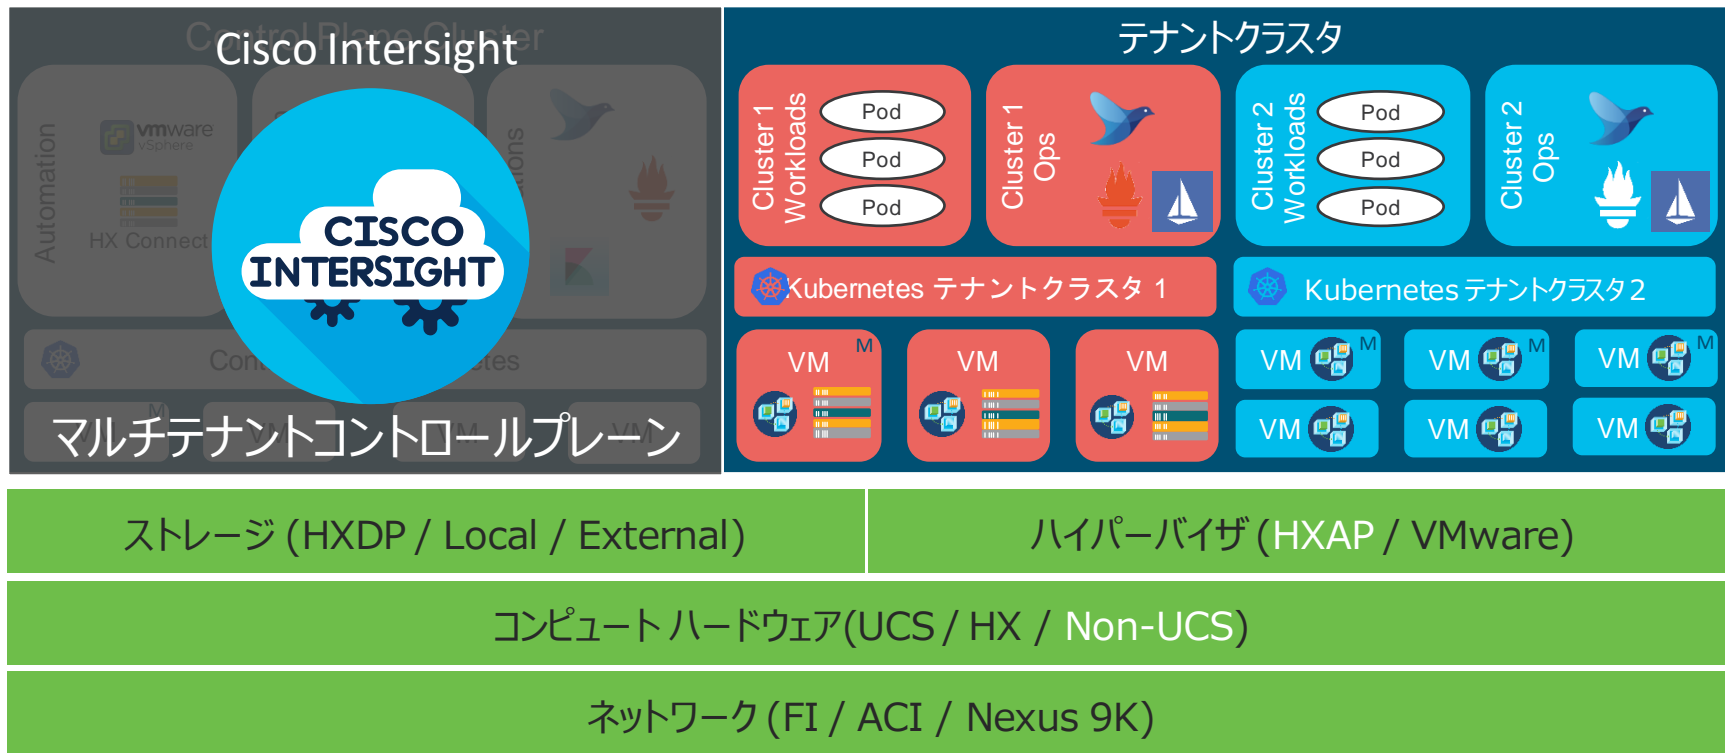 Control Plane Cluster
Cisco Intersight
Automation
vmware
vSphere
HX Connect
CISCO
INTERSIGHT
マルチテナントコントロールプレーン
VM
VM
M
テナントクラスタ
Cluster 1
Workloads
Pod
Pod
Pod
Cluster 1
Ops
Cluster 2
Workloads
Pod
Pod
Pod
Cluster 2
Ops
Kubernetes テナントクラスタ 1
Kubernetes テナントクラスタ 2
VM
M
VM
VM
VM
M
VM
M
VM
M
VM
VM
VM
ストレージ (HXDP / Local / External)
ハイパーバイザ (HXAP / VMware)
コンピュート ハードウェア(UCS / HX / Non-UCS)
ネットワーク (FI / ACI / Nexus 9K)